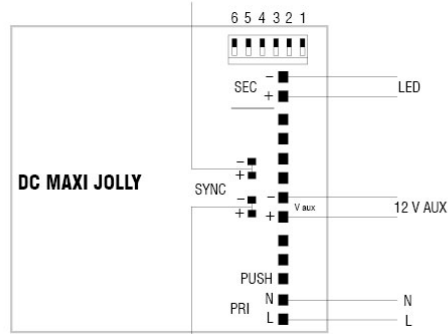 6 5 4 3 2 1
SEC - LED
+
- 
+
DC MAXI JOLLY
SYNC
-
+
- V aux 12 V AUX
+
PUSH
PRI N N
L L